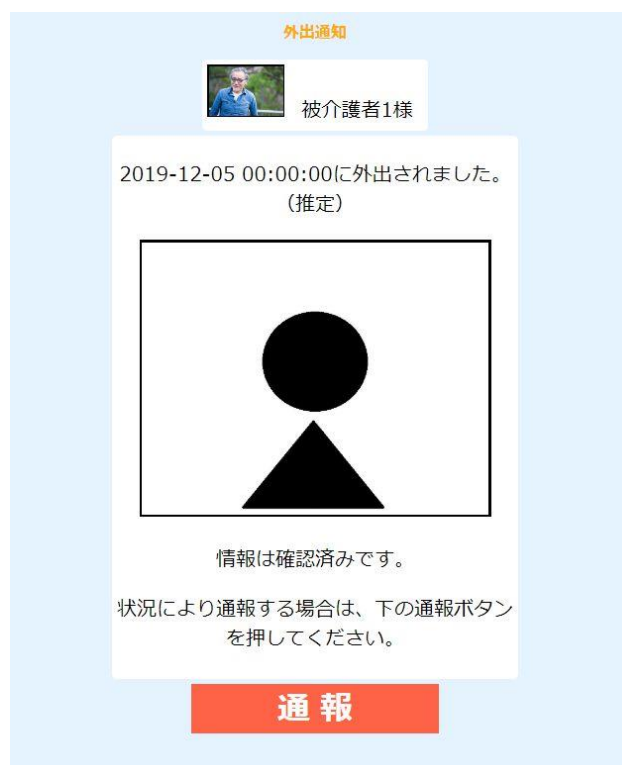 外出通知
被介護者1様
2019-12-05 00:00:00に外出されました。
（推定）
情報は確認済みです。
状況により通報する場合は、下の通報ボタン
を押してください。
通 報